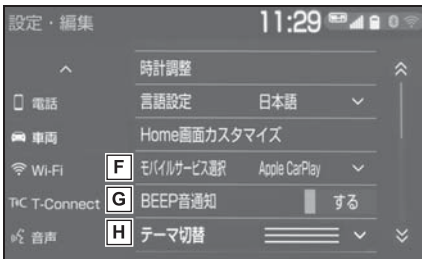 設定・編集
11:29
時計調整
電話
言語設定 日本語
車両
Home画面カスタマイズ
Wi-Fi
F
モバイルサービス選択 Apple CarPlay
T-Connect
G
BEEP音通知 する
音声
H
テーマ切替